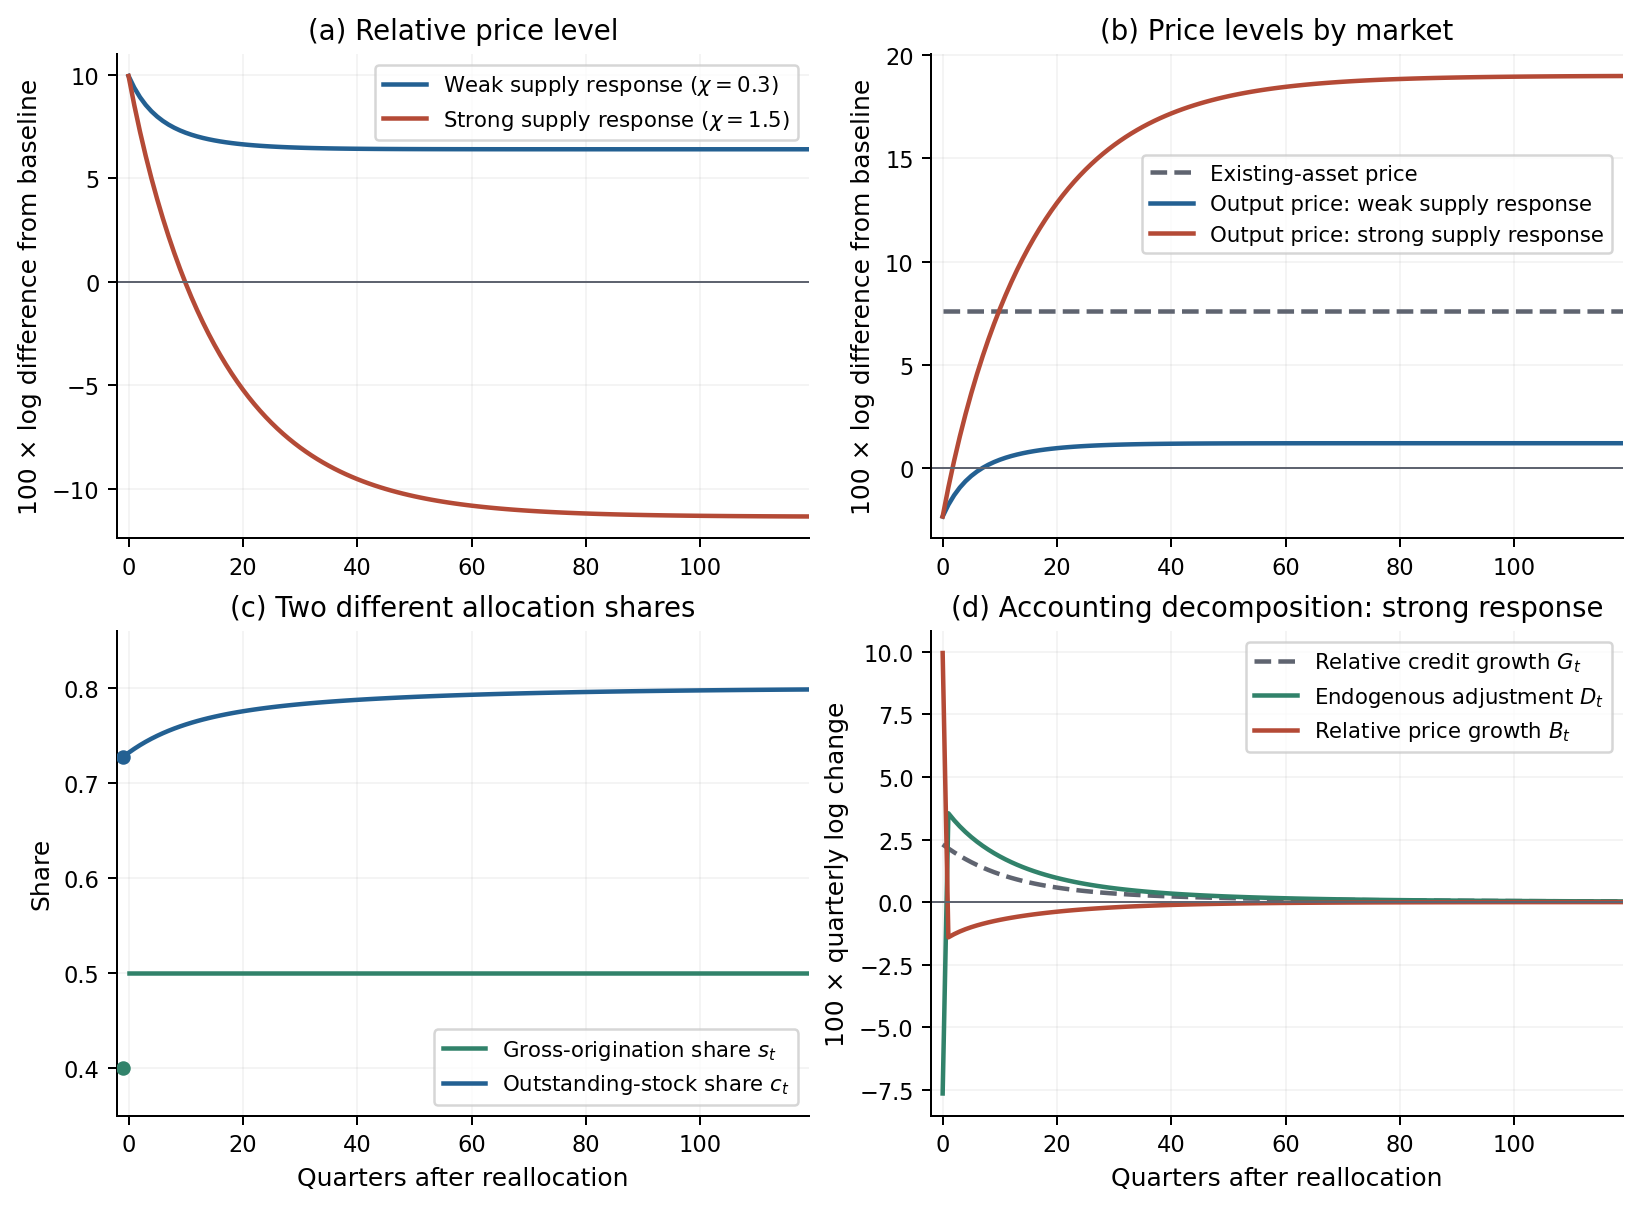 (a) Relative price level
100 × log difference from baseline
10
5
0
−5
−10
Weak supply response (χ = 0.3)
Strong supply response (χ = 1.5)
0 20 40 60 80 100
(b) Price levels by market
100 × log difference from baseline
20
15
10
5
0
Existing-asset price
Output price: weak supply response
Output price: strong supply response
0 20 40 60 80 100
(c) Two different allocation shares
Share
0.8
0.7
0.6
0.5
0.4
Gross-origination share sₜ
Outstanding-stock share cₜ
0 20 40 60 80 100
Quarters after reallocation
(d) Accounting decomposition: strong response
100 × quarterly log change
10.0
7.5
5.0
2.5
0.0
−2.5
−5.0
−7.5
Relative credit growth Gₜ
Endogenous adjustment Dₜ
Relative price growth Bₜ
0 20 40 60 80 100
Quarters after reallocation